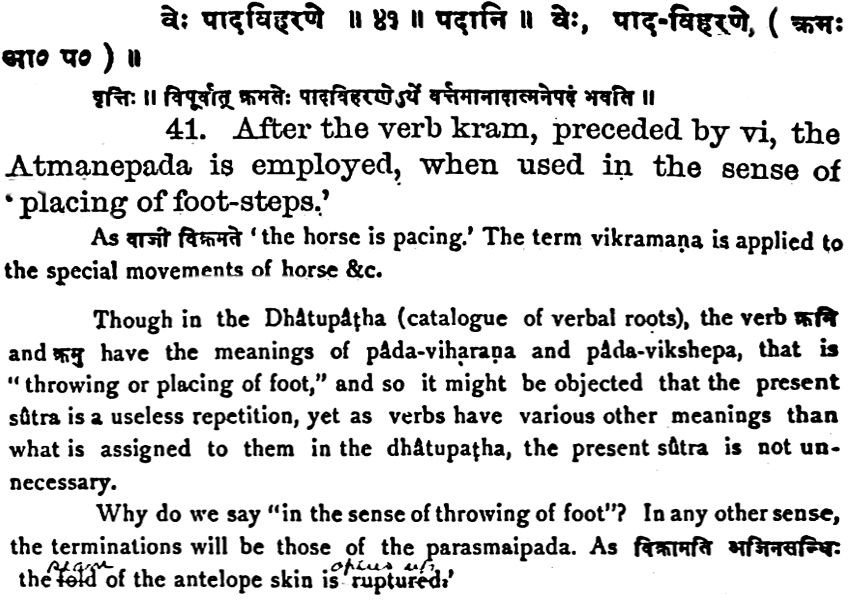 वेः पादविहरणे ॥ ४१ ॥ पदानि ॥ वेः, पाद-विहरणे, ( क्रमः
आ० प० ) ॥
वृत्तिः ॥ विपूर्वात् क्रमतेः पादविहरणेऽर्थे वर्त्तमानादात्मनेपदं भवति ॥
41. After the verb kram, preceded by vi, the
Atmanepada is employed, when used in the sense of
‘placing of foot-steps.’
As वाजी विक्रमते ‘the horse is pacing.’ The term vikramaṇa is applied to
the special movements of horse &c.
Though in the Dhâtupâṭha (catalogue of verbal roots), the verb क्रमि
and क्रमु have the meanings of pâda-viharaṇa and pâda-vikshepa, that is
“throwing or placing of foot,” and so it might be objected that the present
sûtra is a useless repetition, yet as verbs have various other meanings than
what is assigned to them in the dhâtupaṭha, the present sûtra is not un-
necessary.
Why do we say “in the sense of throwing of foot”? In any other sense,
the terminations will be those of the parasmaipada. As विक्रामति अजिनसन्धिः
seam opens up
the fold of the antelope skin is ruptured.’